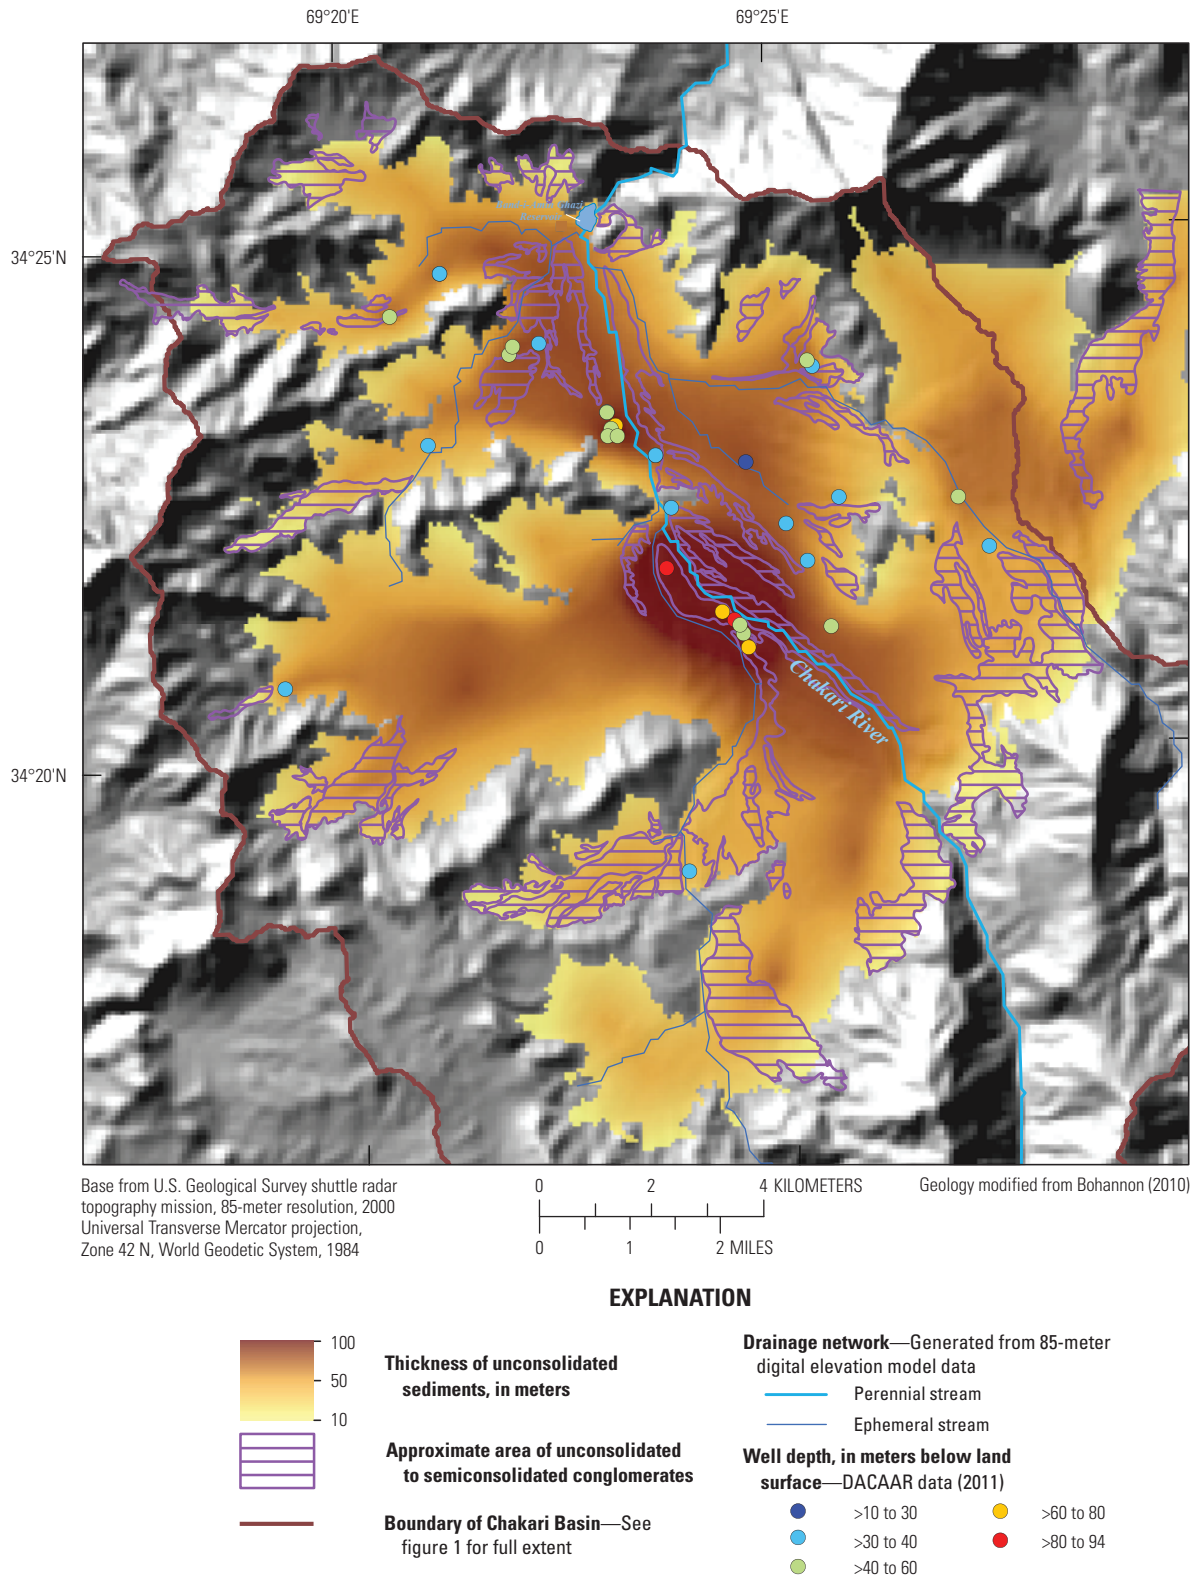 69°20'E
69°25'E
34°25'N
34°20'N
Reservoir
Chakari River
Base from U.S. Geological Survey shuttle radar
topography mission, 85-meter resolution, 2000
Universal Transverse Mercator projection,
Zone 42 N, World Geodetic System, 1984
0 2 4 KILOMETERS
0 1 2 MILES
Geology modified from Bohannon (2010)
EXPLANATION
100
50
10
Thickness of unconsolidated
sediments, in meters
Approximate area of unconsolidated
to semiconsolidated conglomerates
Boundary of Chakari Basin—See
figure 1 for full extent
Drainage network—Generated from 85-meter
digital elevation model data
Perennial stream
Ephemeral stream
Well depth, in meters below land
surface—DACAAR data (2011)
>10 to 30
>30 to 40
>40 to 60
>60 to 80
>80 to 94